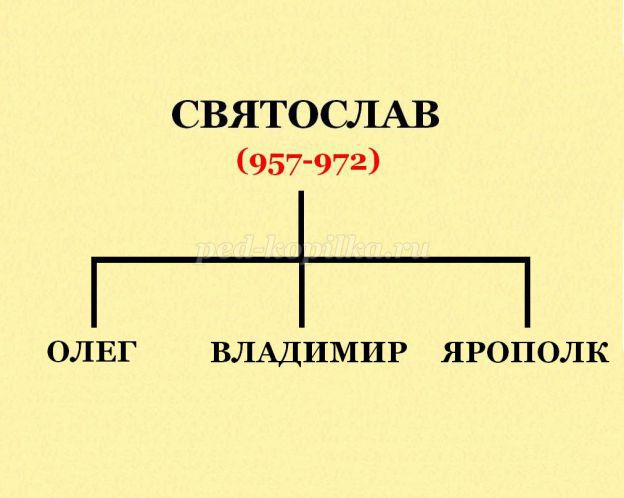 СВЯТОСЛАВ
(957-972)
ped-kopilka.ru
ОЛЕГ ВЛАДИМИР ЯРОПОЛК